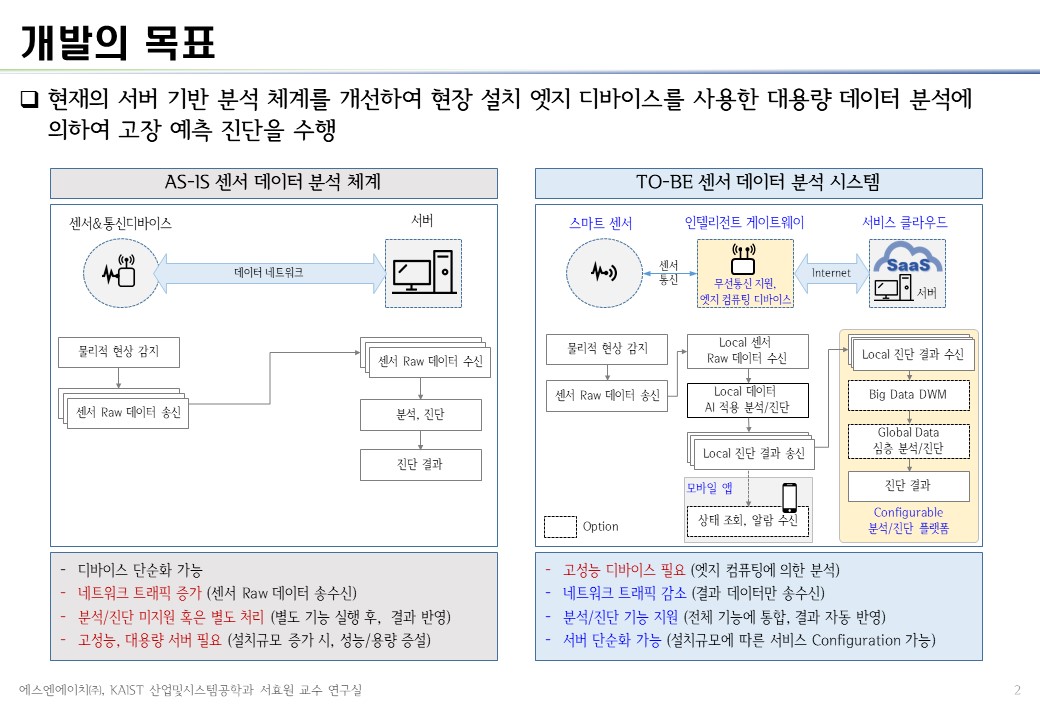 개발의 목표
❑ 현재의 서버 기반 분석 체계를 개선하여 현장 설치 엣지 디바이스를 사용한 대용량 데이터 분석에
의하여 고장 예측 진단을 수행
AS-IS 센서 데이터 분석 체계
센서&통신디바이스
서버
데이터 네트워크
물리적 현상 감지
센서 Raw 데이터 송신
센서 Raw 데이터 수신
분석, 진단
진단 결과
- 디바이스 단순화 가능
- 네트워크 트래픽 증가 (센서 Raw 데이터 송수신)
- 분석/진단 미지원 혹은 별도 처리 (별도 기능 실행 후, 결과 반영)
- 고성능, 대용량 서버 필요 (설치규모 증가 시, 성능/용량 증설)
TO-BE 센서 데이터 분석 시스템
스마트 센서
인텔리전트 게이트웨이
서비스 클라우드
센서
통신
무선통신 지원,
엣지 컴퓨팅 디바이스
Internet
SaaS
서버
물리적 현상 감지
센서 Raw 데이터 송신
Local 센서
Raw 데이터 수신
Local 데이터
AI 적용 분석/진단
Local 진단 결과 송신
모바일 앱
상태 조회, 알람 수신
Local 진단 결과 수신
Big Data DWM
Global Data
심층 분석/진단
진단 결과
Configurable
분석/진단 플랫폼
Option
- 고성능 디바이스 필요 (엣지 컴퓨팅에 의한 분석)
- 네트워크 트래픽 감소 (결과 데이터만 송수신)
- 분석/진단 기능 지원 (전체 기능에 통합, 결과 자동 반영)
- 서버 단순화 가능 (설치규모에 따른 서비스 Configuration 가능)
에스엔에이치㈜, KAIST 산업및시스템공학과 서효원 교수 연구실
2